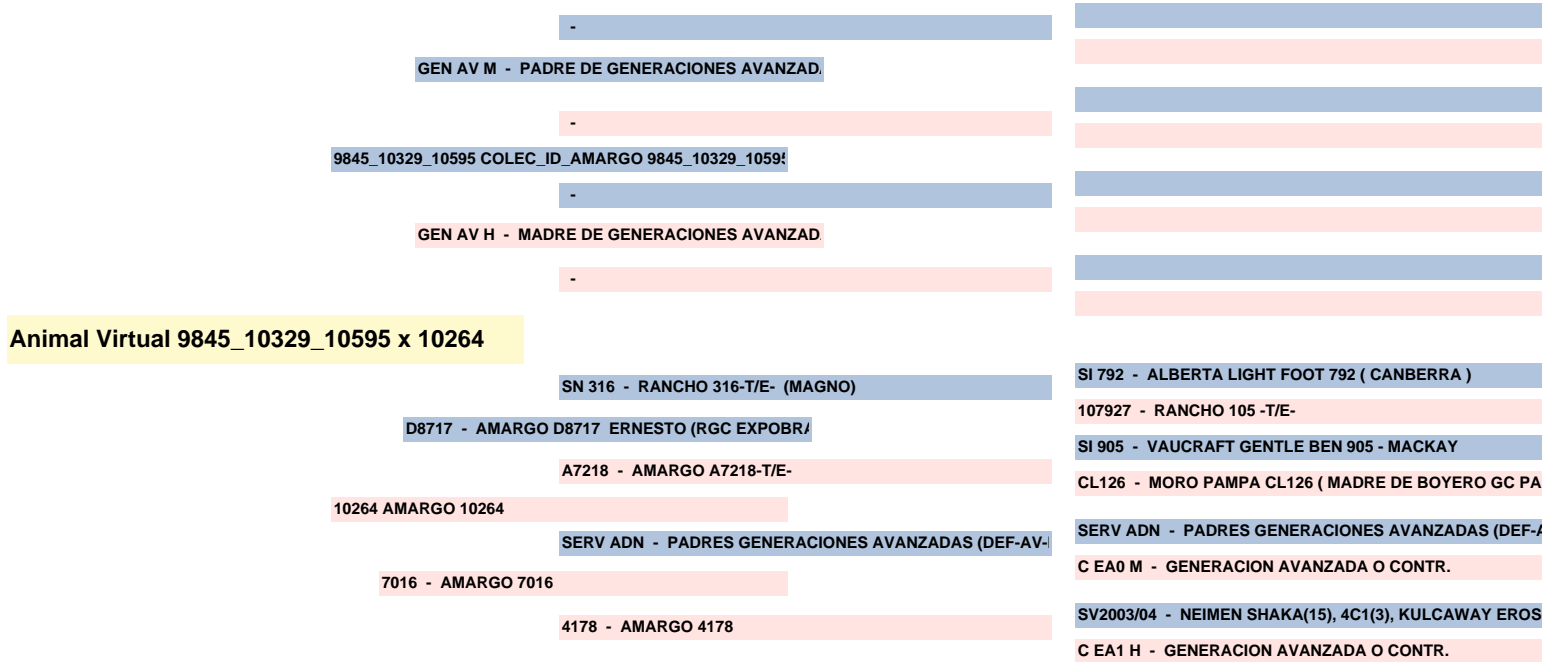 -
GEN AV M - PADRE DE GENERACIONES AVANZAD
-
9845_10329_10595 COLEC_ID_AMARGO 9845_10329_1059
-
GEN AV H - MADRE DE GENERACIONES AVANZAD
-
Animal Virtual 9845_10329_10595 x 10264
SN 316 - RANCHO 316-T/E- (MAGNO)
D8717 - AMARGO D8717 ERNESTO (RGC EXPOBRA
A7218 - AMARGO A7218-T/E-
10264 AMARGO 10264
SERV ADN - PADRES GENERACIONES AVANZADAS (DEF-AV-
7016 - AMARGO 7016
4178 - AMARGO 4178
SI 792 - ALBERTA LIGHT FOOT 792 ( CANBERRA )
107927 - RANCHO 105 -T/E-
SI 905 - VAUCRAFT GENTLE BEN 905 - MACKAY
CL126 - MORO PAMPA CL126 ( MADRE DE BOYERO GC PA
SERV ADN - PADRES GENERACIONES AVANZADAS (DEF-A
C EA0 M - GENERACION AVANZADA O CONTR.
SV2003/04 - NEIMEN SHAKA(15), 4C1(3), KULCAWAY EROS
C EA1 H - GENERACION AVANZADA O CONTR.